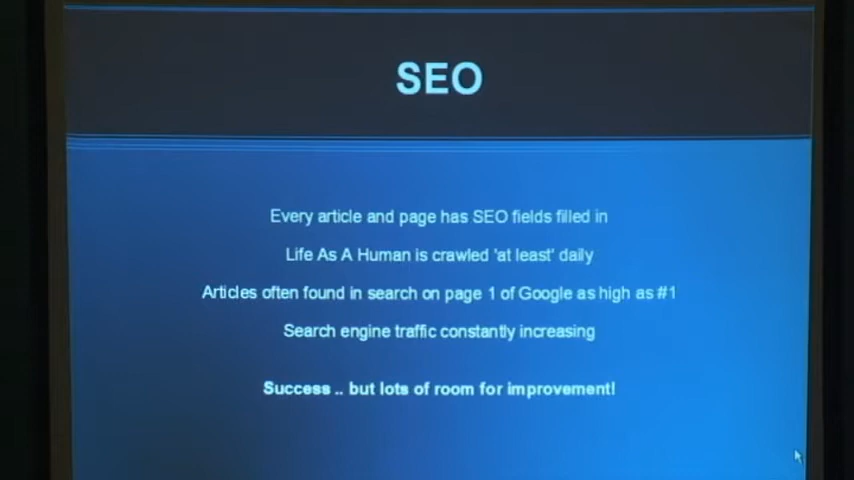 SEO
Every article and page has SEO fields filled in
Life As A Human is crawled 'at least' daily
Articles often found in search on page 1 of Google as high as #1
Search engine traffic constantly increasing
Success .. but lots of room for improvement!